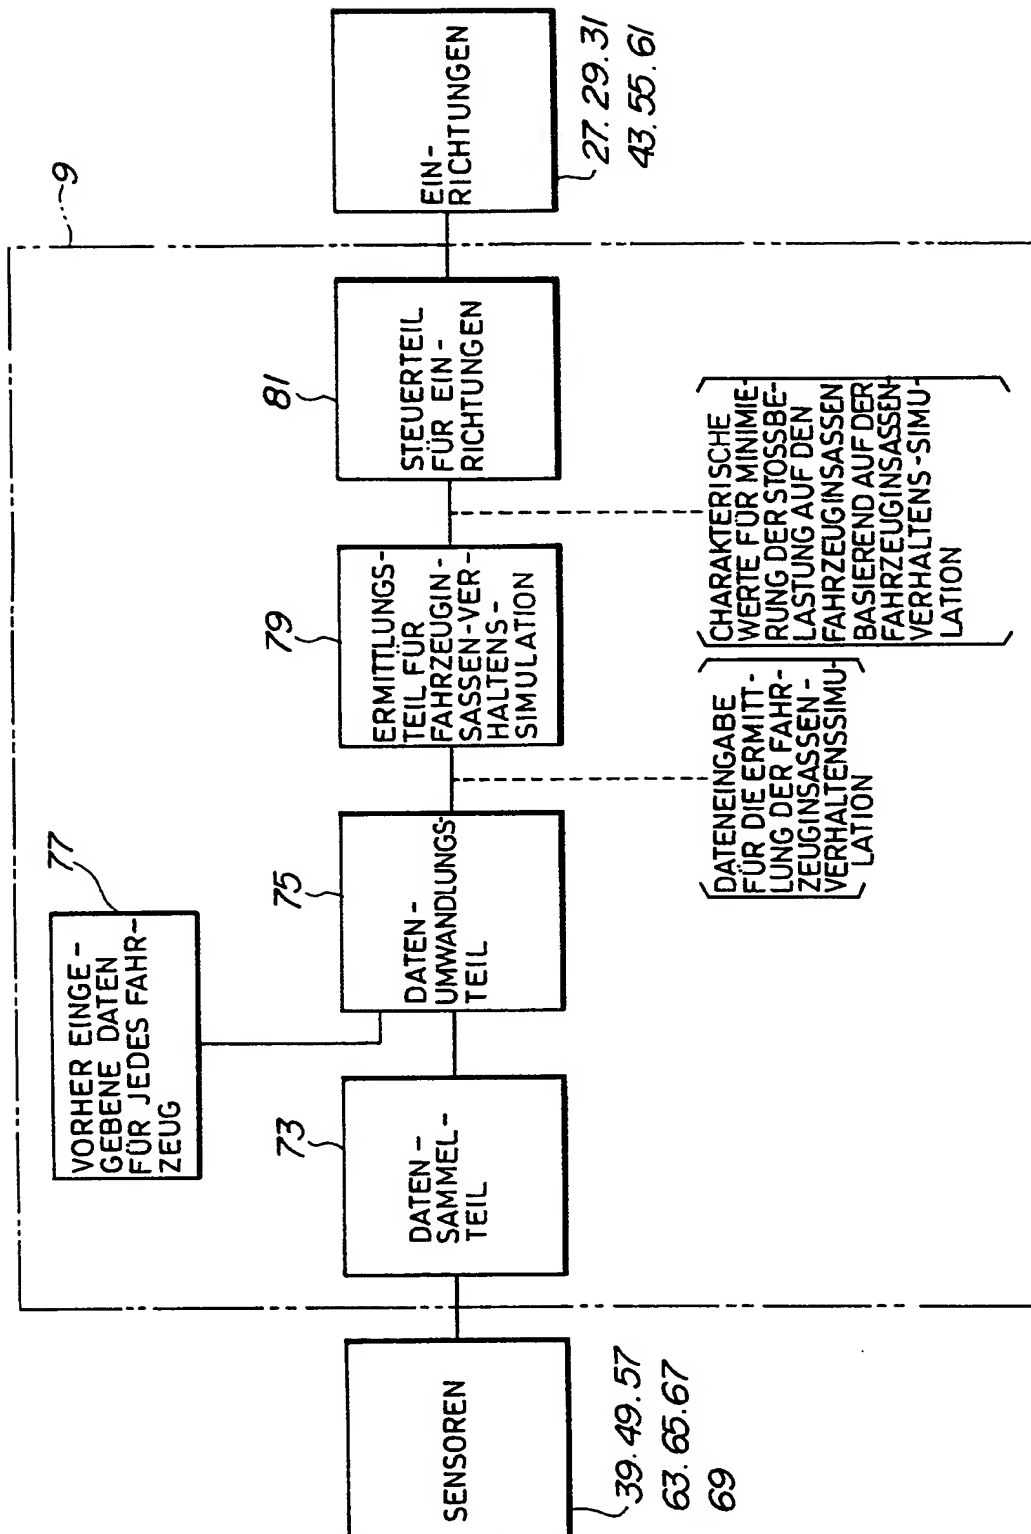 9
77
VORHER EINGE-
GEBENE DATEN
FÜR JEDES FAHR-
ZEUG
SENSOREN
39. 49. 57
63. 65. 67
69
73
DATEN-
SAMMEL-
TEIL
75
DATEN-
UMWANDLUNGS-
TEIL
79
ERMITTLUNGS-
TEIL FÜR
FAHRZEUGIN-
SASSEN-VER-
HALTENS-
SIMULATION
81
STEUERTEIL
FÜR EIN-
RICHTUNGEN
EIN-
RICHTUNGEN
27. 29. 31
43. 55. 61
DATENEINGABE
FÜR DIE ERMITT-
LUNG DER FAHR-
ZEUGINSASSEN-
VERHALTENSSIMU-
LATION
CHARAKTERISCHE
WERTE FÜR MINIMIE-
RUNG DER STOSSBE-
LASTUNG AUF DEN
FAHRZEUGINSASSEN
BASIEREND AUF DER
FAHRZEUGINSASSEN-
VERHALTENS-SIMU-
LATION